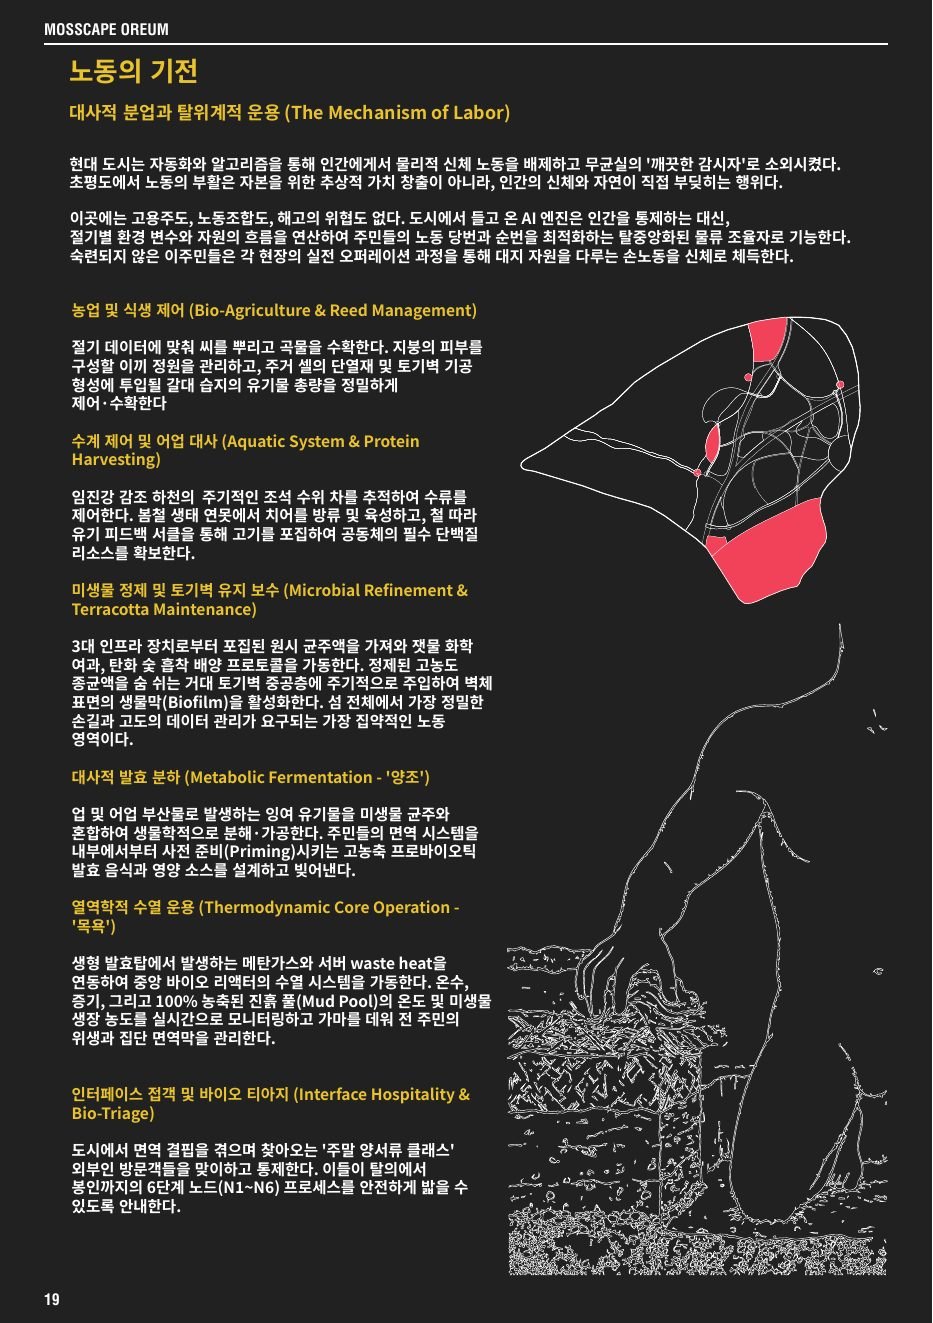 MOSSCAPE OREUM
노동의 기전
대사적 분업과 탈위계적 운용 (The Mechanism of Labor)
현대 도시는 자동화와 알고리즘을 통해 인간에게서 물리적 신체 노동을 배제하고 무균실의 '깨끗한 감시자'로 소외시켰다.
초평도에서 노동의 부활은 자본을 위한 추상적 가치 창출이 아니라, 인간의 신체와 자연이 직접 부딪히는 행위다.
이곳에는 고용주도, 노동조합도, 해고의 위협도 없다. 도시에서 들고 온 AI 엔진은 인간을 통제하는 대신,
절기별 환경 변수와 자원의 흐름을 연산하여 주민들의 노동 당번과 순번을 최적화하는 탈중앙화된 물류 조율자로 기능한다.
숙련되지 않은 이주민들은 각 현장의 실전 오퍼레이션 과정을 통해 대지 자원을 다루는 손노동을 신체로 체득한다.
농업 및 식생 제어 (Bio-Agriculture & Reed Management)
절기 데이터에 맞춰 씨를 뿌리고 곡물을 수확한다. 지붕의 피부를
구성할 이끼 정원을 관리하고, 주거 셀의 단열재 및 토기벽 기공
형성에 투입될 갈대 습지의 유기물 총량을 정밀하게
제어·수확한다
수계 제어 및 어업 대사 (Aquatic System & Protein
Harvesting)
임진강 감조 하천의  주기적인 조석 수위 차를 추적하여 수류를
제어한다. 봄철 생태 연못에서 치어를 방류 및 육성하고, 철 따라
유기 피드백 서클을 통해 고기를 포집하여 공동체의 필수 단백질
리소스를 확보한다.
미생물 정제 및 토기벽 유지 보수 (Microbial Refinement &
Terracotta Maintenance)
3대 인프라 장치로부터 포집된 원시 균주액을 가져와 잿물 화학
여과, 탄화 숯 흡착 배양 프로토콜을 가동한다. 정제된 고농도
종균액을 숨 쉬는 거대 토기벽 중공층에 주기적으로 주입하여 벽체
표면의 생물막(Biofilm)을 활성화한다. 섬 전체에서 가장 정밀한
손길과 고도의 데이터 관리가 요구되는 가장 집약적인 노동
영역이다.
대사적 발효 분하 (Metabolic Fermentation - '양조')
업 및 어업 부산물로 발생하는 잉여 유기물을 미생물 균주와
혼합하여 생물학적으로 분해·가공한다. 주민들의 면역 시스템을
내부에서부터 사전 준비(Priming)시키는 고농축 프로바이오틱
발효 음식과 영양 소스를 설계하고 빚어낸다.
열역학적 수열 운용 (Thermodynamic Core Operation -
'목욕')
생형 발효탑에서 발생하는 메탄가스와 서버 waste heat을
연동하여 중앙 바이오 리액터의 수열 시스템을 가동한다. 온수,
증기, 그리고 100% 농축된 진흙 풀(Mud Pool)의 온도 및 미생물
생장 농도를 실시간으로 모니터링하고 가마를 데워 전 주민의
위생과 집단 면역막을 관리한다.
인터페이스 접객 및 바이오 티아지 (Interface Hospitality &
Bio-Triage)
도시에서 면역 결핍을 겪으며 찾아오는 '주말 양서류 클래스'
외부인 방문객들을 맞이하고 통제한다. 이들이 탈의에서
봉인까지의 6단계 노드(N1~N6) 프로세스를 안전하게 밟을 수
있도록 안내한다.
19